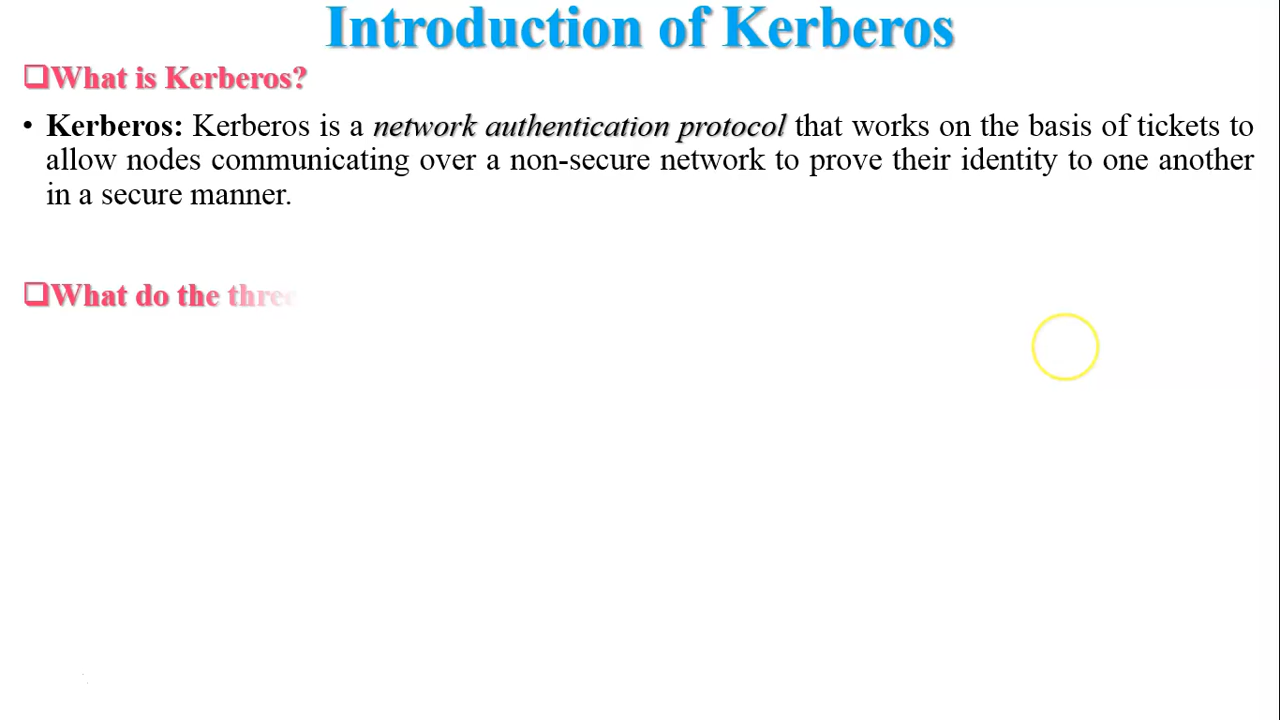 Introduction of Kerberos
❑What is Kerberos?
• Kerberos: Kerberos is a network authentication protocol that works on the basis of tickets to
allow nodes communicating over a non-secure network to prove their identity to one another
in a secure manner.
❑What do the three